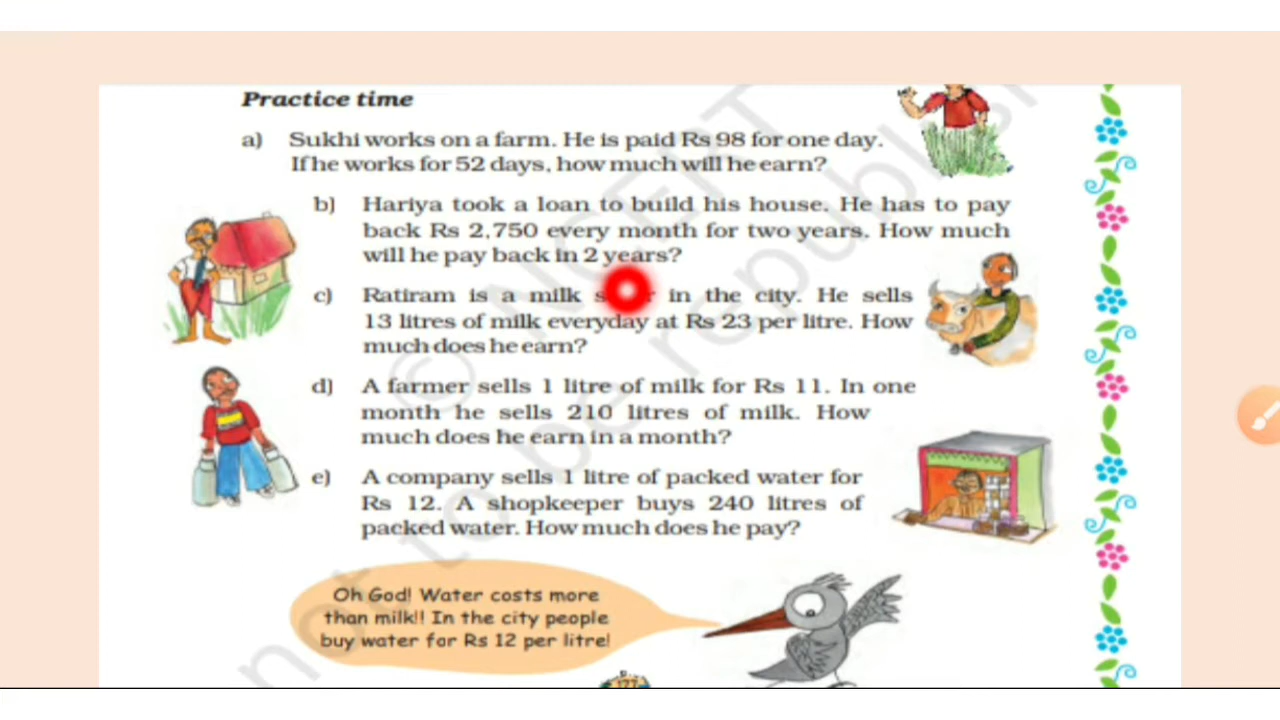 Practice time
a) Sukhi works on a farm. He is paid Rs 98 for one day.
If he works for 52 days, how much will he earn?
b) Hariya took a loan to build his house. He has to pay
back Rs 2,750 every month for two years. How much
will he pay back in 2 years?
c) Ratiram is a milk in the city. He sells
13 litres of milk everyday at Rs 23 per litre. How
much does he earn?
d) A farmer sells 1 litre of milk for Rs 11. In one
month he sells 210 litres of milk. How
much does he earn in a month?
e) A company sells 1 litre of packed water for
Rs 12. A shopkeeper buys 240 litres of
packed water. How much does he pay?
Oh God! Water costs more
than milk!! In the city people
buy water for Rs 12 per litre!
177
© NCERT
not to be republish